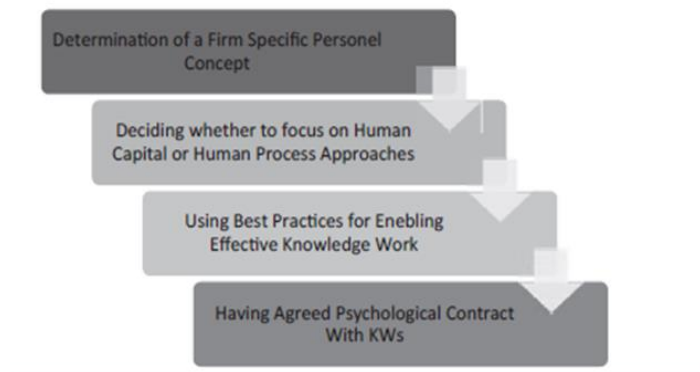 Determination of a Firm Specific Personel
Concept
Deciding whether to focus on Human
Capital or Human Process Approaches
Using Best Practices for Enebling
Effective Knowledge Work
Having Agreed Psychological Contract
With KWs